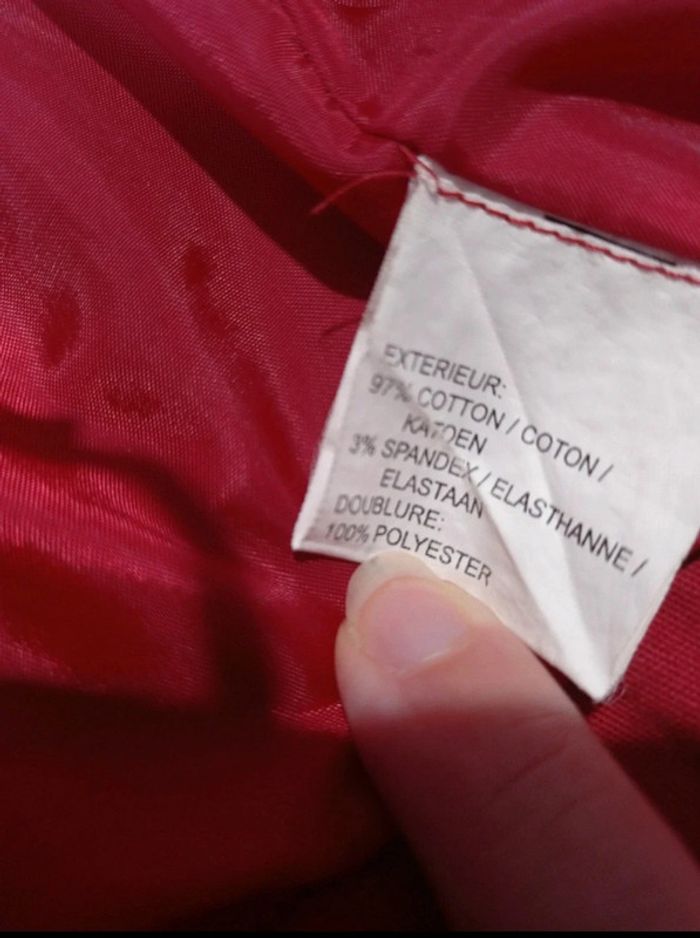 EXTERIEUR:
97% COTTON / COTON /
KATOEN
3% SPANDEX / ELASTHANNE /
ELASTAAN
DOUBLURE:
100% POLYESTER